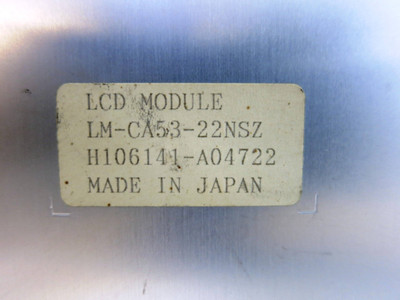 LCD MODULE
LM-CA53-22NSZ
H106141-A04722
MADE IN JAPAN